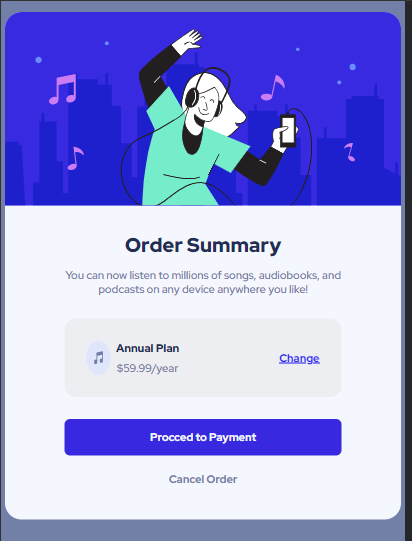 Order Summary
You can now listen to millions of songs, audiobooks, and
podcasts on any device anywhere you like!
Annual Plan
$59.99/year
Change
Procced to Payment
Cancel Order